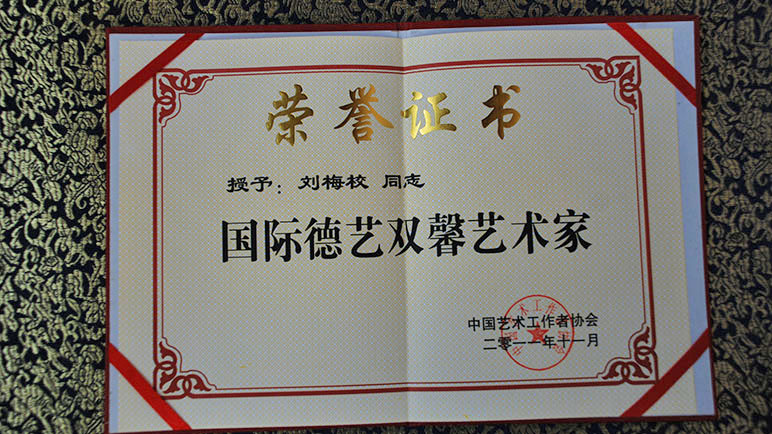 荣誉证书
授予：刘梅校 同志
国际德艺双馨艺术家
中国艺术工作者协会
二零一一年十一月